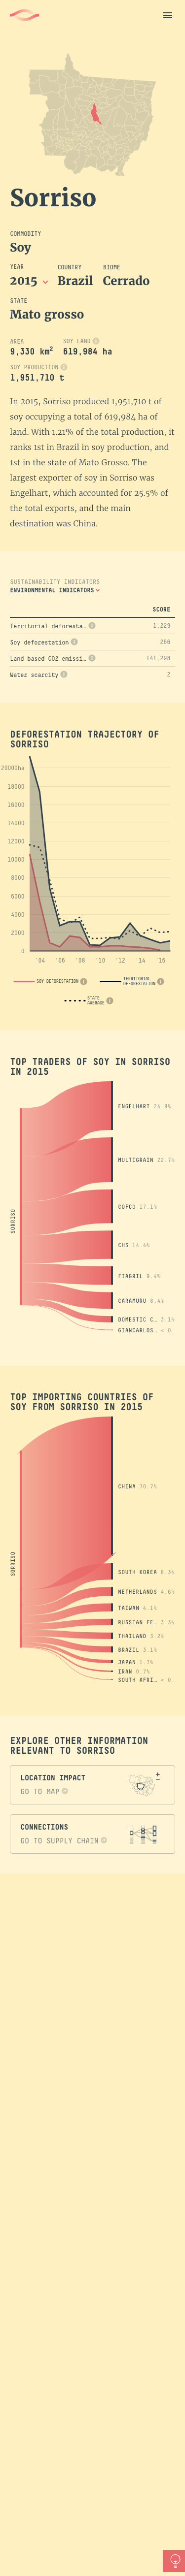 Sorriso
COMMODITY
Soy
YEAR COUNTRY BIOME
2015 Brazil Cerrado
STATE
Mato grosso
AREA SOY LAND
9,330 km2 619,984 ha
SOY PRODUCTION
1,951,710 t
In 2015, Sorriso produced 1,951,710 t of
soy occupying a total of 619,984 ha of
land. With 1.21% of the total production, it
ranks 1st in Brazil in soy production, and
1st in the state of Mato Grosso. The
largest exporter of soy in Sorriso was
Engelhart, which accounted for 25.5% of
the total exports, and the main
destination was China.
SUSTAINABILITY INDICATORS
ENVIRONMENTAL INDICATORS
SCORE
Territorial deforesta… 1,229
Soy deforestation 266
Land based CO2 emissi… 141,298
Water scarcity 2
DEFORESTATION TRAJECTORY OF
SORRISO
20000ha
18000
16000
14000
12000
10000
8000
6000
4000
2000
0
'04 '06 '08 '10 '12 '14 '16
SOY DEFORESTATION
TERRITORIAL
DEFORESTATION
STATE
AVERAGE
TOP TRADERS OF SOY IN SORRISO
IN 2015
SORRISO
ENGELHART 24.8%
MULTIGRAIN 22.7%
COFCO 17.1%
CHS 14.4%
FIAGRIL 8.4%
CARAMURU 8.4%
DOMESTIC C… 3.1%
GIANCARLOS… < 0
TOP IMPORTING COUNTRIES OF
SOY FROM SORRISO IN 2015
SORRISO
CHINA 70.7%
SOUTH KOREA 8.3%
NETHERLANDS 4.8%
TAIWAN 4.1%
RUSSIAN FE… 3.3%
THAILAND 3.2%
BRAZIL 3.1%
JAPAN 1.7%
IRAN 0.7%
SOUTH AFRI… < 0
EXPLORE OTHER INFORMATION
RELEVANT TO SORRISO
LOCATION IMPACT
GO TO MAP
CONNECTIONS
GO TO SUPPLY CHAIN